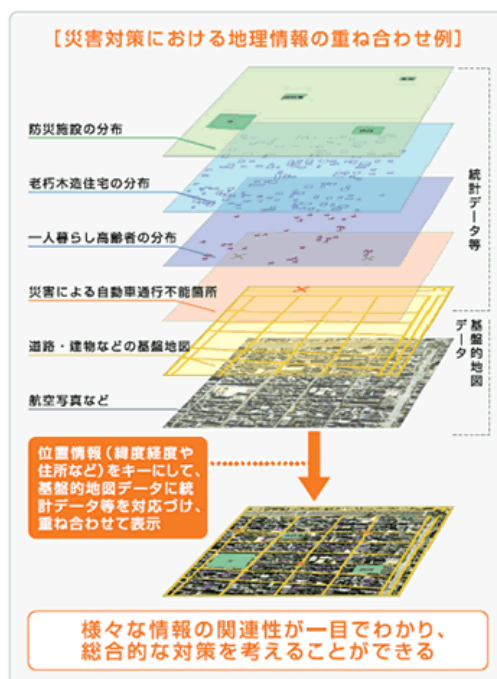 ［災害対策における地理情報の重ね合わせ例］
防災施設の分布
老朽木造住宅の分布
一人暮らし高齢者の分布
災害による自動車通行不能箇所
道路・建物などの基盤地図
航空写真など
統計データ等
基盤的地図
データ
位置情報（緯度経度や
住所など）をキーにして、
基盤的地図データに統
計データ等を対応づけ、
重ね合わせて表示
様々な情報の関連性が一目でわかり、
総合的な対策を考えることができる